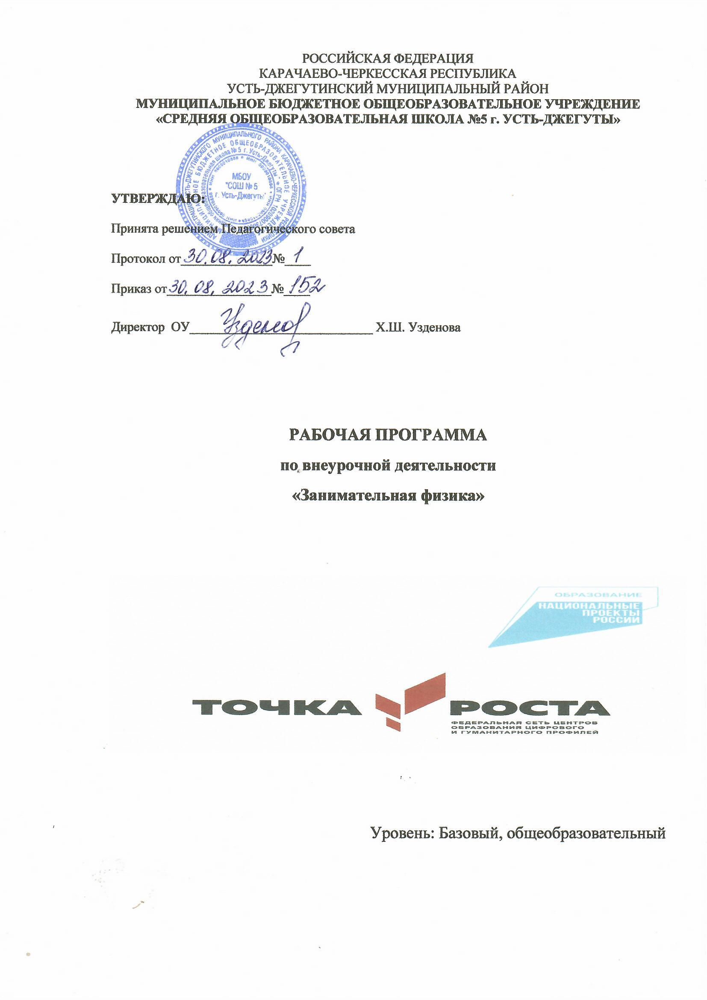 РОССИЙСКАЯ ФЕДЕРАЦИЯ
КАРАЧАЕВО-ЧЕРКЕССКАЯ РЕСПУБЛИКА
УСТЬ-ДЖЕГУТИНСКИЙ МУНИЦИПАЛЬНЫЙ РАЙОН
МУНИЦИПАЛЬНОЕ БЮДЖЕТНОЕ ОБЩЕОБРАЗОВАТЕЛЬНОЕ УЧРЕЖДЕНИЕ
«СРЕДНЯЯ ОБЩЕОБРАЗОВАТЕЛЬНАЯ ШКОЛА №5 г. УСТЬ-ДЖЕГУТЫ»
МБОУ
"СОШ № 5
г. Усть-Джегуты"
УТВЕРЖДАЮ:
Принята решением Педагогического совета
Протокол от 30.08.2023 № 1
Приказ от 30.08.2023 № 152
Директор ОУ Узденов Х.Ш. Узденова
РАБОЧАЯ ПРОГРАММА
по внеурочной деятельности
«Занимательная физика»
ОБРАЗОВАНИЕ
НАЦИОНАЛЬНЫЕ
ПРОЕКТЫ
РОССИИ
ТОЧКА РОСТА
ФЕДЕРАЛЬНАЯ СЕТЬ ЦЕНТРОВ
ОБРАЗОВАНИЯ ЦИФРОВОГО
И ГУМАНИТАРНОГО ПРОФИЛЕЙ
Уровень: Базовый, общеобразовательный